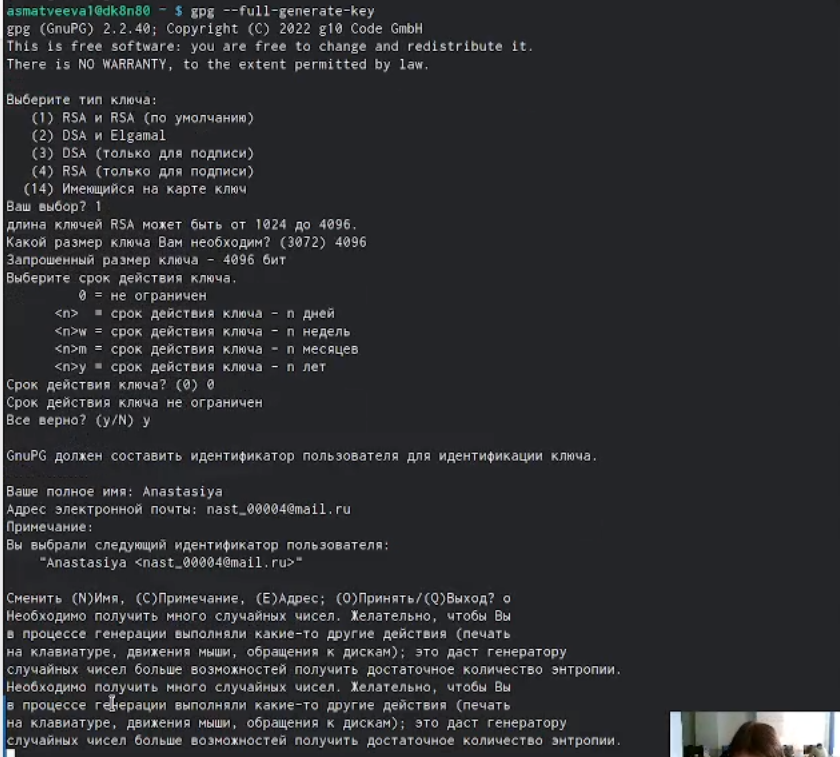 asmatveeva1@dk8n80 ~ $ gpg --full-generate-key
gpg (GnuPG) 2.2.40; Copyright (C) 2022 g10 Code GmbH
This is free software: you are free to change and redistribute it.
There is NO WARRANTY, to the extent permitted by law.
Выберите тип ключа:
(1) RSA и RSA (по умолчанию)
(2) DSA и Elgamal
(3) DSA (только для подписи)
(4) RSA (только для подписи)
(14) Имеющийся на карте ключ
Ваш выбор? 1
длина ключей RSA может быть от 1024 до 4096.
Какой размер ключа Вам необходим? (3072) 4096
Запрошенный размер ключа - 4096 бит
Выберите срок действия ключа.
0 = не ограничен
<n> = срок действия ключа - n дней
<n>w = срок действия ключа - n недель
<n>m = срок действия ключа - n месяцев
<n>y = срок действия ключа - n лет
Срок действия ключа? (0) 0
Срок действия ключа не ограничен
Все верно? (y/N) y
GnuPG должен составить идентификатор пользователя для идентификации ключа.
Ваше полное имя: Anastasiya
Адрес электронной почты: nast_00004@mail.ru
Примечание:
Вы выбрали следующий идентификатор пользователя:
"Anastasiya <nast_00004@mail.ru>"
Сменить (N)Имя, (C)Примечание, (E)Адрес; (O)Принять/(Q)Выход? o
Необходимо получить много случайных чисел. Желательно, чтобы Вы
в процессе генерации выполняли какие-то другие действия (печать
на клавиатуре, движения мыши, обращения к дискам); это даст генератору
случайных чисел больше возможностей получить достаточное количество энтропии.
Необходимо получить много случайных чисел. Желательно, чтобы Вы
в процессе генерации выполняли какие-то другие действия (печать
на клавиатуре, движения мыши, обращения к дискам); это даст генератору
случайных чисел больше возможностей получить достаточное количество энтропии.